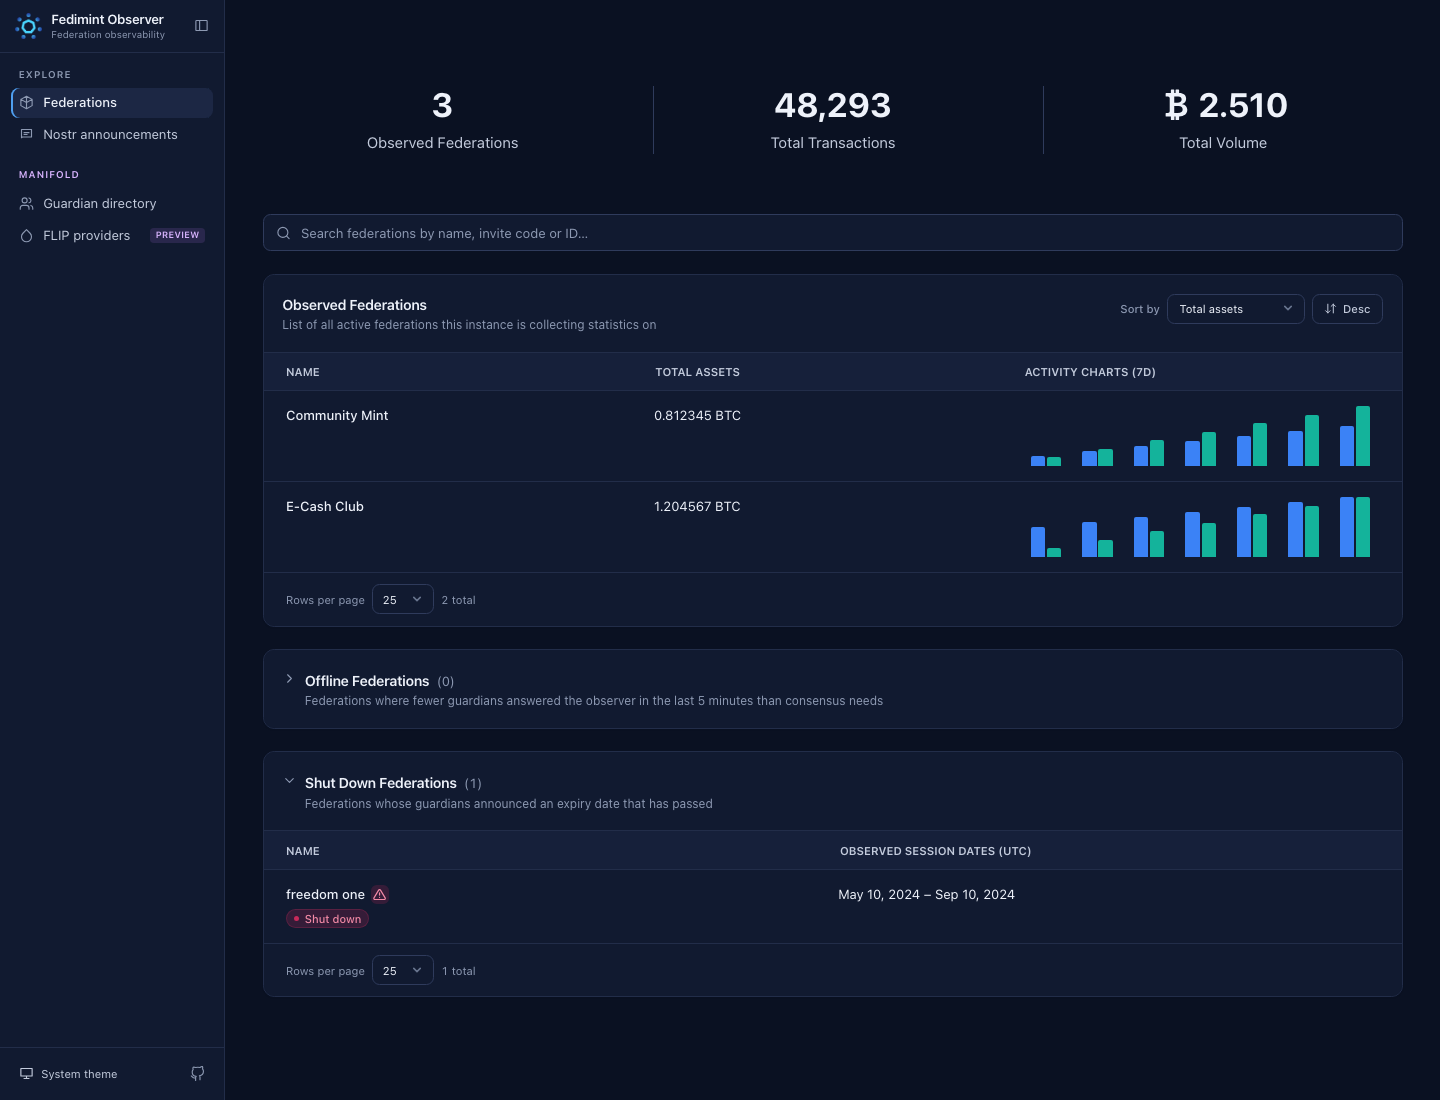 Fedimint Observer
Federation observability
EXPLORE
Federations
Nostr announcements
MANIFOLD
Guardian directory
FLIP providers PREVIEW
System theme
3
Observed Federations
48,293
Total Transactions
₿ 2.510
Total Volume
Search federations by name, invite code or ID...
Observed Federations
List of all active federations this instance is collecting statistics on
Sort by Total assets Desc
NAME TOTAL ASSETS ACTIVITY CHARTS (7D)
Community Mint 0.812345 BTC
E-Cash Club 1.204567 BTC
Rows per page 25 2 total
Offline Federations (0)
Federations where fewer guardians answered the observer in the last 5 minutes than consensus needs
Shut Down Federations (1)
Federations whose guardians announced an expiry date that has passed
NAME OBSERVED SESSION DATES (UTC)
freedom one May 10, 2024 – Sep 10, 2024
Shut down
Rows per page 25 1 total